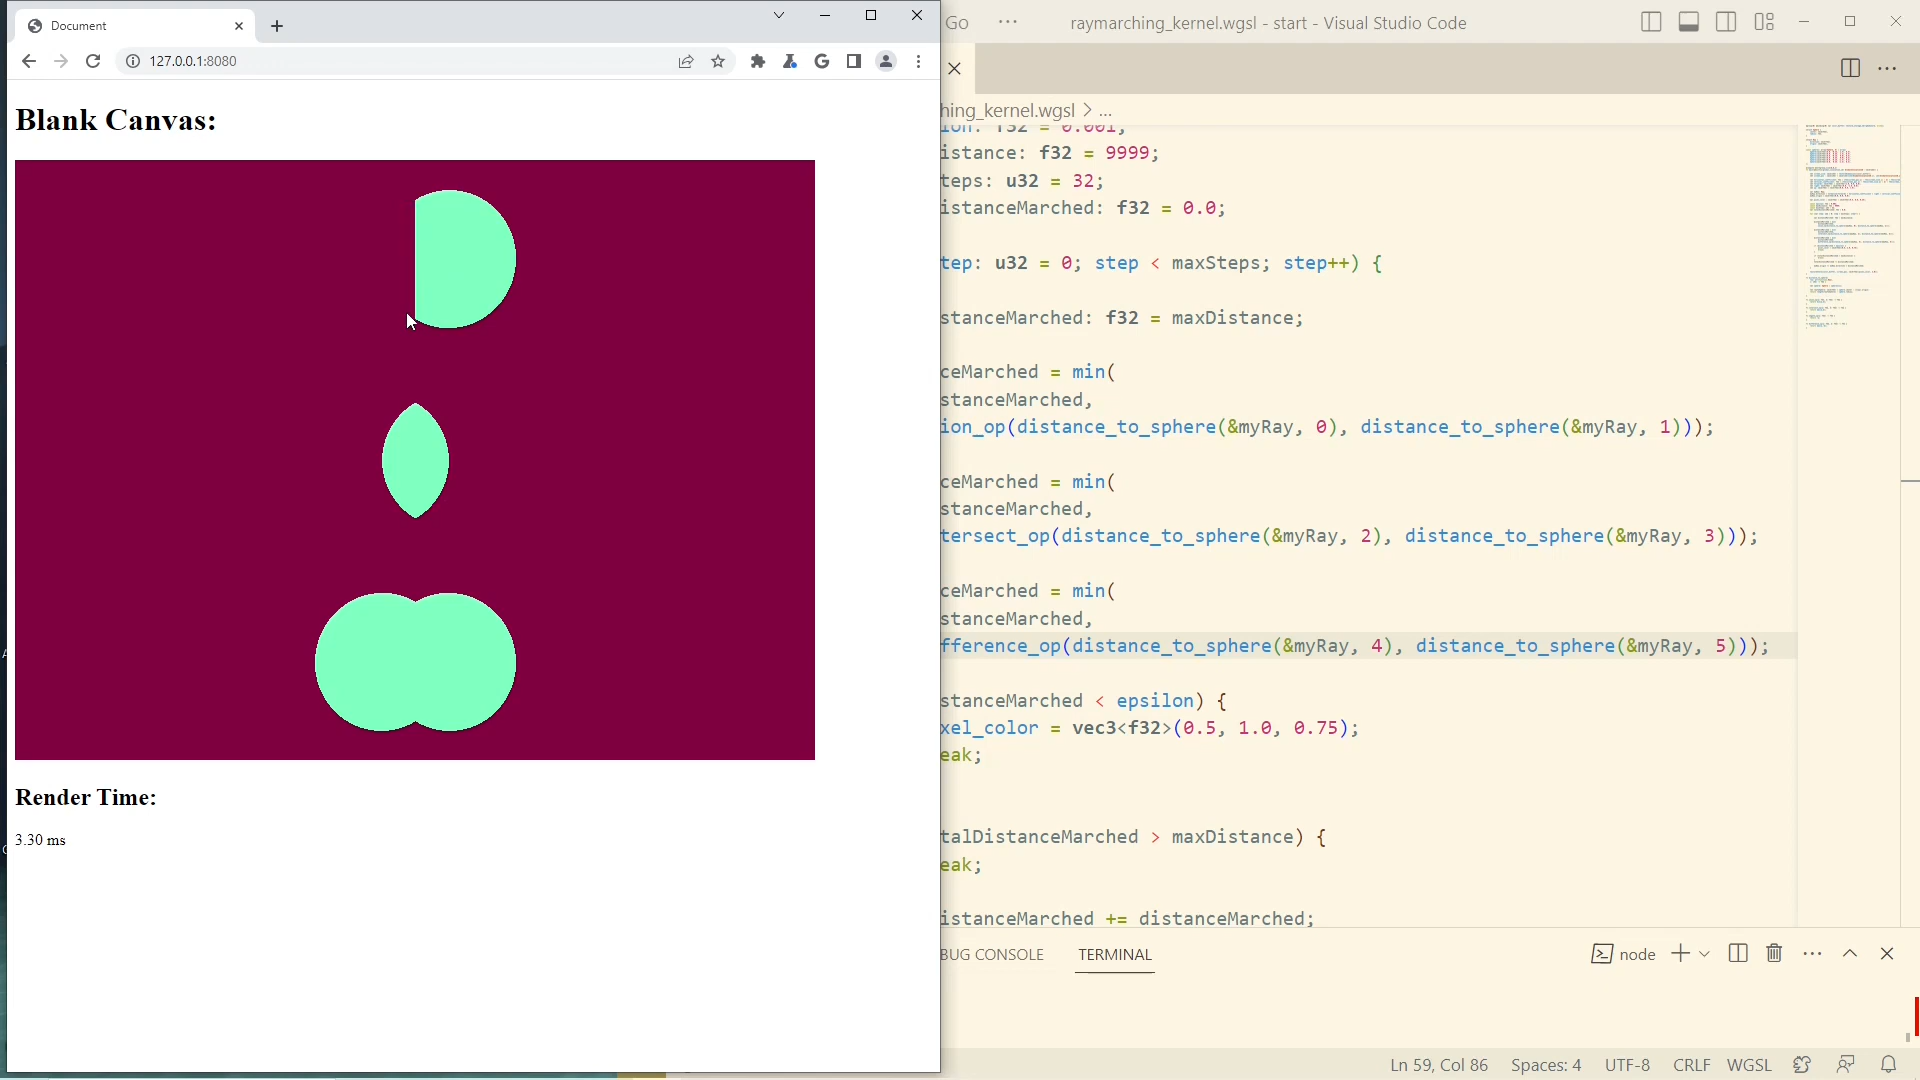 Document
Go
raymarching_kernel.wgsl - start - Visual Studio Code
127.0.0.1:8080
hing_kernel.wgsl > ...
Blank Canvas:
ion: f32 = 0.001;
istance: f32 = 9999;
teps: u32 = 32;
istanceMarched: f32 = 0.0;
tep: u32 = 0; step < maxSteps; step++) {
stanceMarched: f32 = maxDistance;
ceMarched = min(
stanceMarched,
ion_op(distance_to_sphere(&myRay, 0), distance_to_sphere(&myRay, 1)));
ceMarched = min(
stanceMarched,
tersect_op(distance_to_sphere(&myRay, 2), distance_to_sphere(&myRay, 3)));
ceMarched = min(
stanceMarched,
fference_op(distance_to_sphere(&myRay, 4), distance_to_sphere(&myRay, 5)));
stanceMarched < epsilon) {
xel_color = vec3<f32>(0.5, 1.0, 0.75);
eak;
talDistanceMarched > maxDistance) {
eak;
istanceMarched += distanceMarched;
Render Time:
3.30 ms
BUG CONSOLE
TERMINAL
node
Ln 59, Col 86
Spaces: 4
UTF-8
CRLF
WGSL